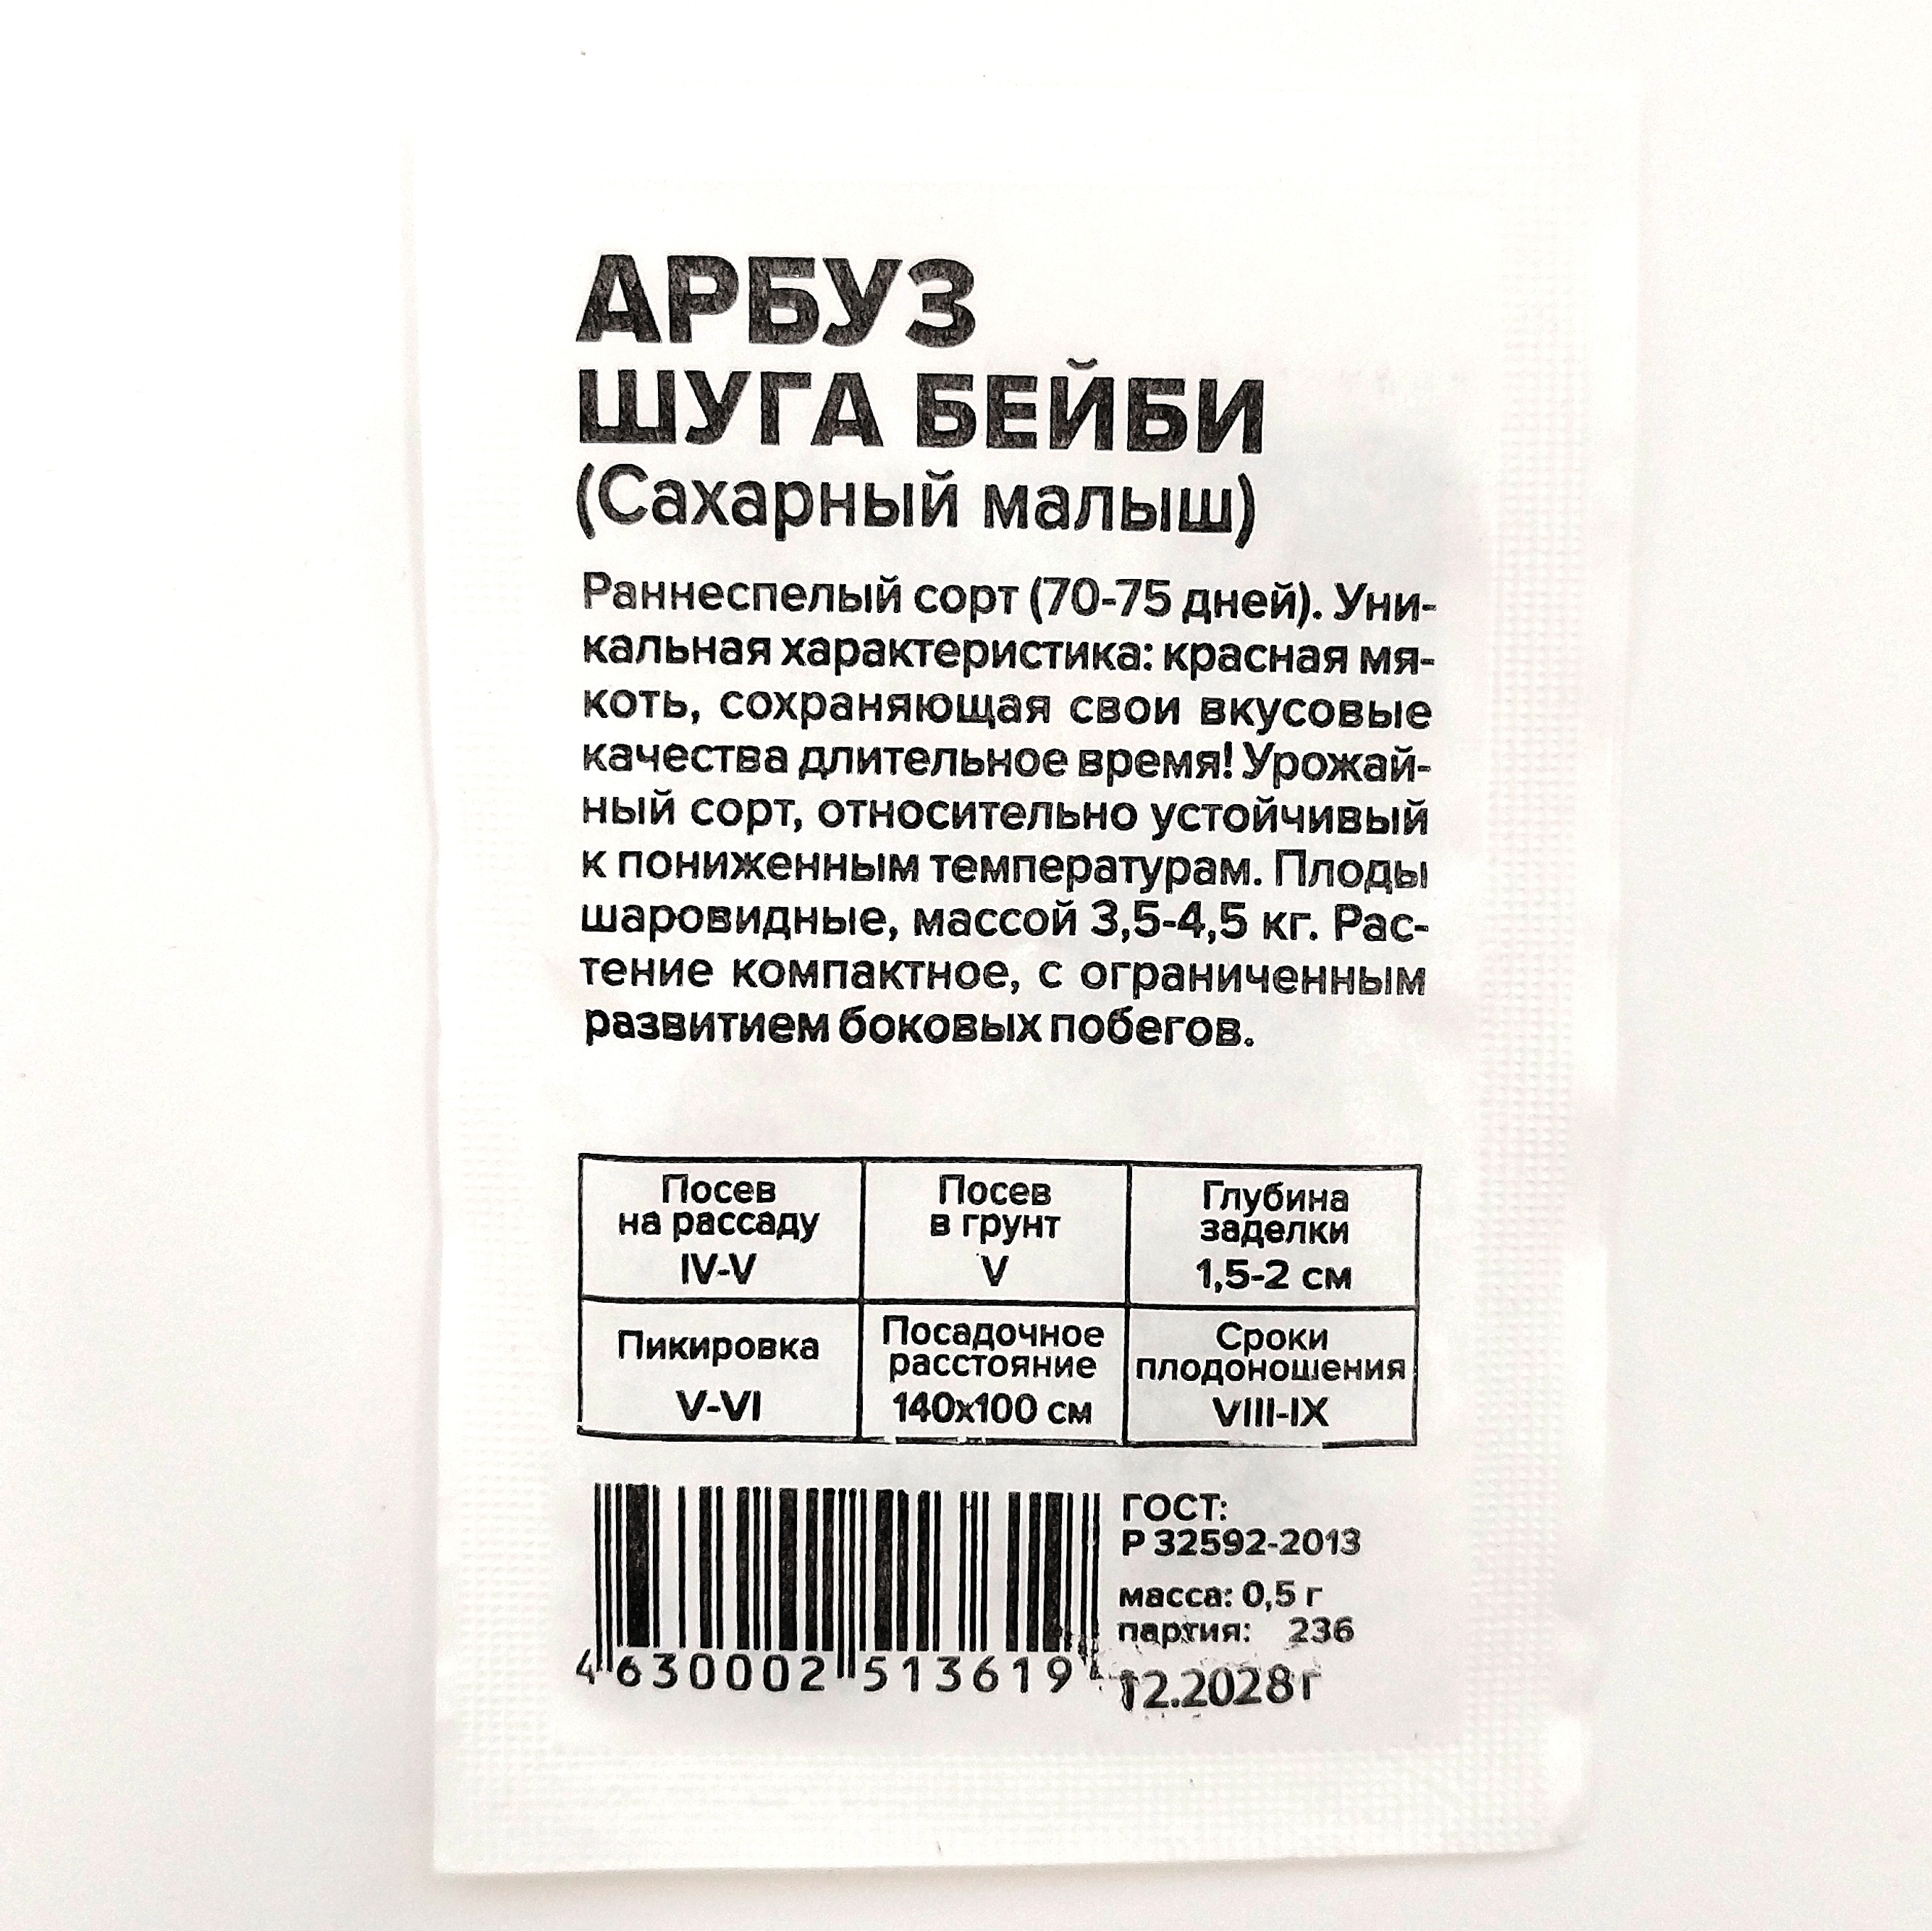 АРБУЗ
ШУГА БЕЙБИ
(Сахарный малыш)
Раннеспелый сорт (70-75 дней). Уни-
кальная характеристика: красная мя-
коть, сохраняющая свои вкусовые
качества длительное время! Урожай-
ный сорт, относительно устойчивый
к пониженным температурам. Плоды
шаровидные, массой 3,5-4,5 кг. Рас-
тение компактное, с ограниченным
развитием боковых побегов.
Посев
на рассаду
IV-V
Посев
в грунт
V
Глубина
заделки
1,5-2 см
Пикировка
V-VI
Посадочное
расстояние
140х100 см
Сроки
плодоношения
VIII-IX
4 630002 513619
ГОСТ:
Р 32592-2013
масса: 0,5 г
партия: 236
12.2028г